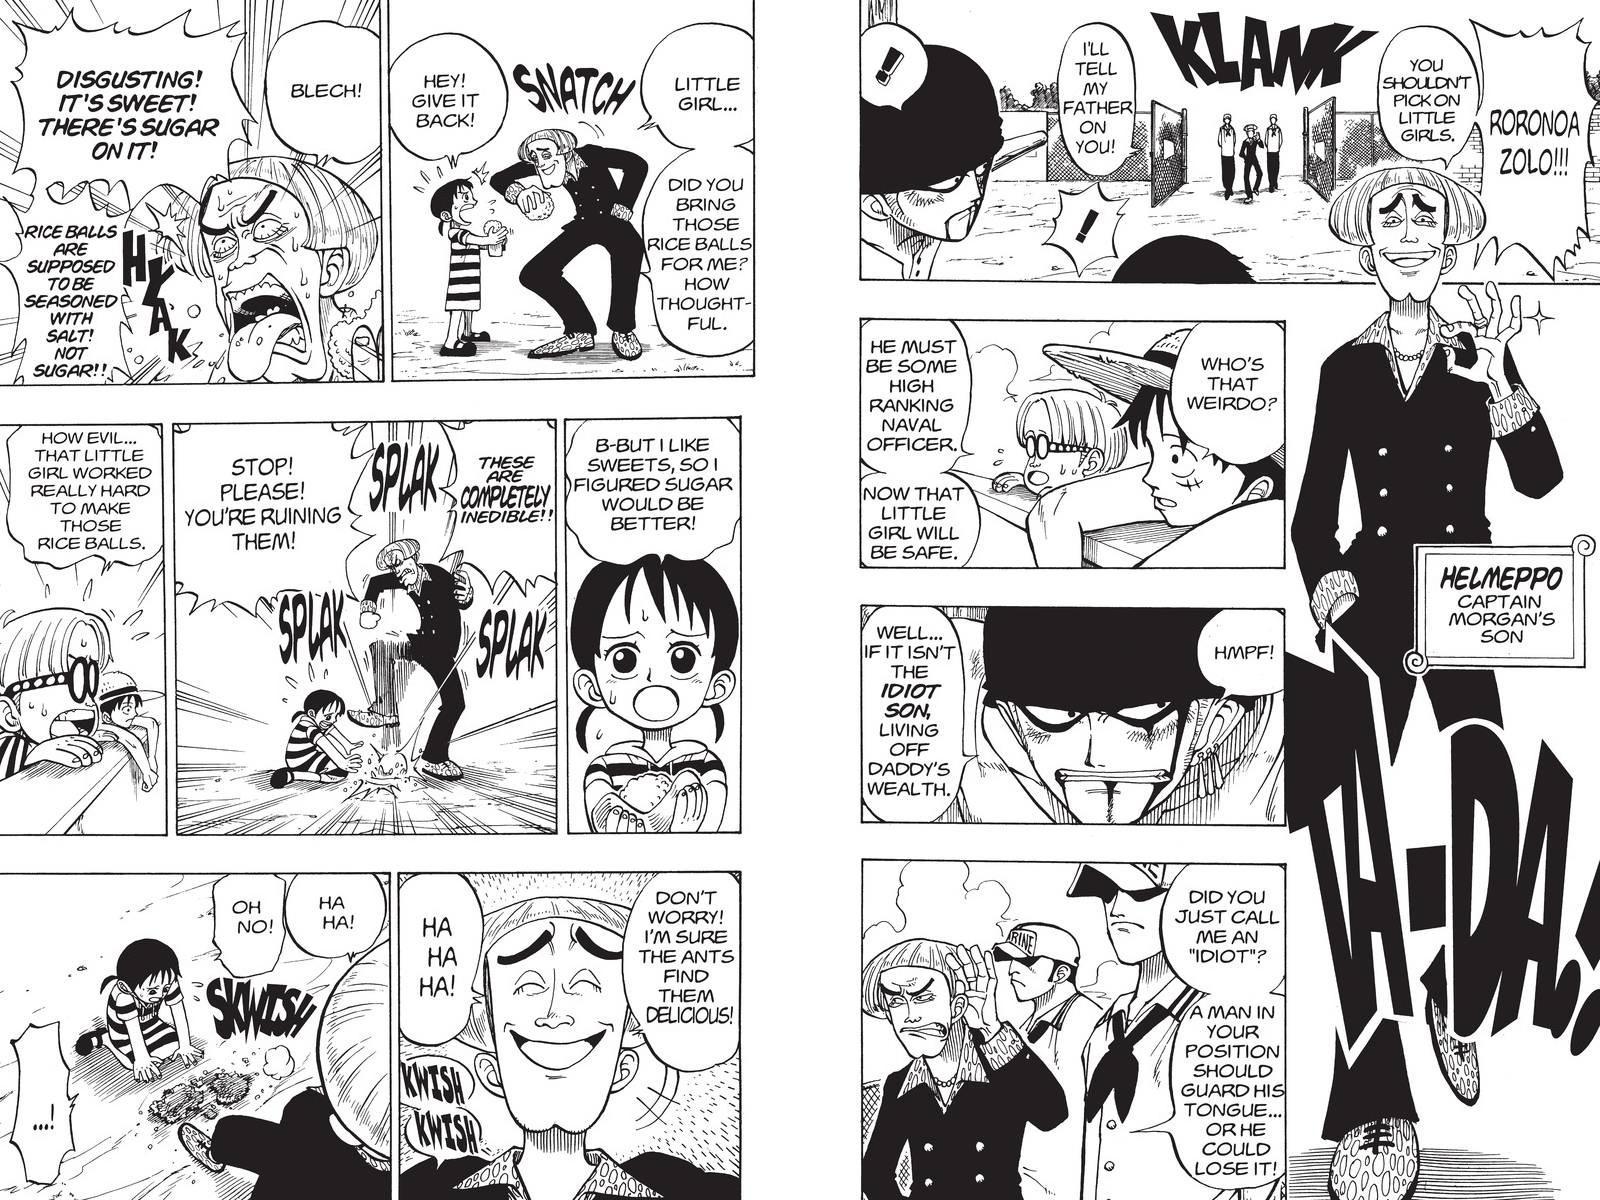 RORONOA
ZOLO!!!
YOU
SHOULDN'T
PICK ON
LITTLE
GIRLS.
KLANK
I'LL
TELL
MY
FATHER
ON
YOU!
!
!
WHO'S
THAT
WEIRDO?
HE MUST
BE SOME
HIGH
RANKING
NAVAL
OFFICER.
NOW THAT
LITTLE
GIRL WILL
BE SAFE.
HELMEPPO
CAPTAIN
MORGAN'S
SON
TA-DA!!
HMPF!
WELL...
IF IT ISN'T
THE
IDIOT
SON,
LIVING
OFF
DADDY'S
WEALTH.
DID YOU
JUST CALL
ME AN
"IDIOT"?
RINE
A MAN IN
YOUR
POSITION
SHOULD
GUARD HIS
TONGUE...
OR HE
COULD
LOSE IT!
LITTLE
GIRL...
SNATCH
HEY!
GIVE IT
BACK!
DID YOU
BRING
THOSE
RICE BALLS
FOR ME?
HOW
THOUGHT-
FUL.
BLECH!
DISGUSTING!
IT'S SWEET!
THERE'S SUGAR
ON IT!
HYAK
RICE BALLS
ARE
SUPPOSED
TO BE
SEASONED
WITH
SALT!
NOT
SUGAR!!
B-BUT I LIKE
SWEETS, SO I
FIGURED SUGAR
WOULD BE
BETTER!
THESE
ARE
COMPLETELY
INEDIBLE!!
SPLAK
SPLAK
SPLAK
STOP!
PLEASE!
YOU'RE RUINING
THEM!
HOW EVIL...
THAT LITTLE
GIRL WORKED
REALLY HARD
TO MAKE
THOSE
RICE BALLS.
DON'T
WORRY!
I'M SURE
THE ANTS
FIND
THEM
DELICIOUS!
HA
HA
HA!
KWISH
KWISH
HA
HA!
OH
NO!
SKWISH
...!